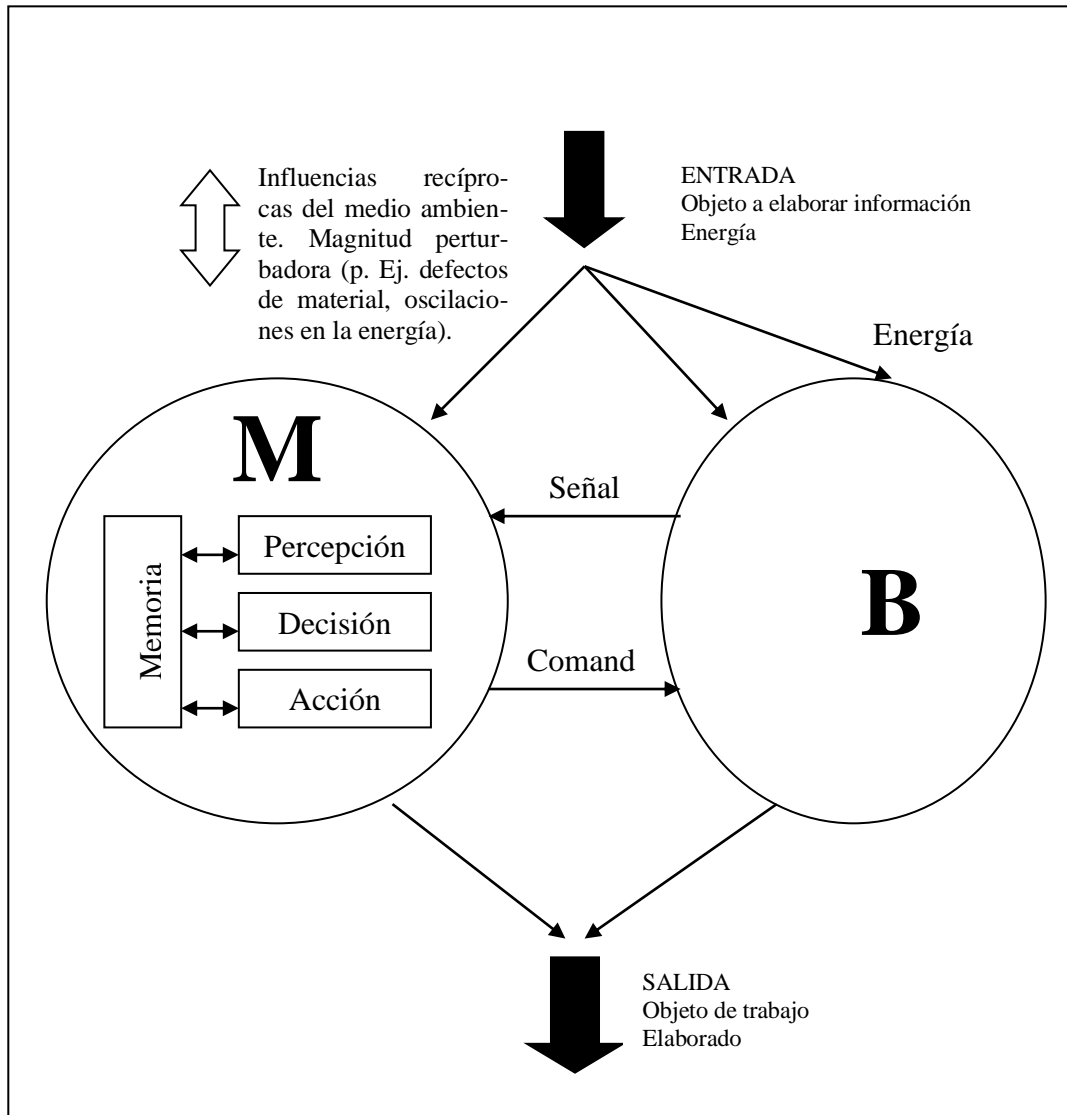 Influencias recípro-
cas del medio ambien-
te. Magnitud pertur-
badora (p. Ej. defectos
de material, oscilacio-
nes en la energía).
ENTRADA
Objeto a elaborar información
Energía
Energía
M
Señal
Memoria
Percepción
Decisión
Acción
Comand
B
SALIDA
Objeto de trabajo
Elaborado